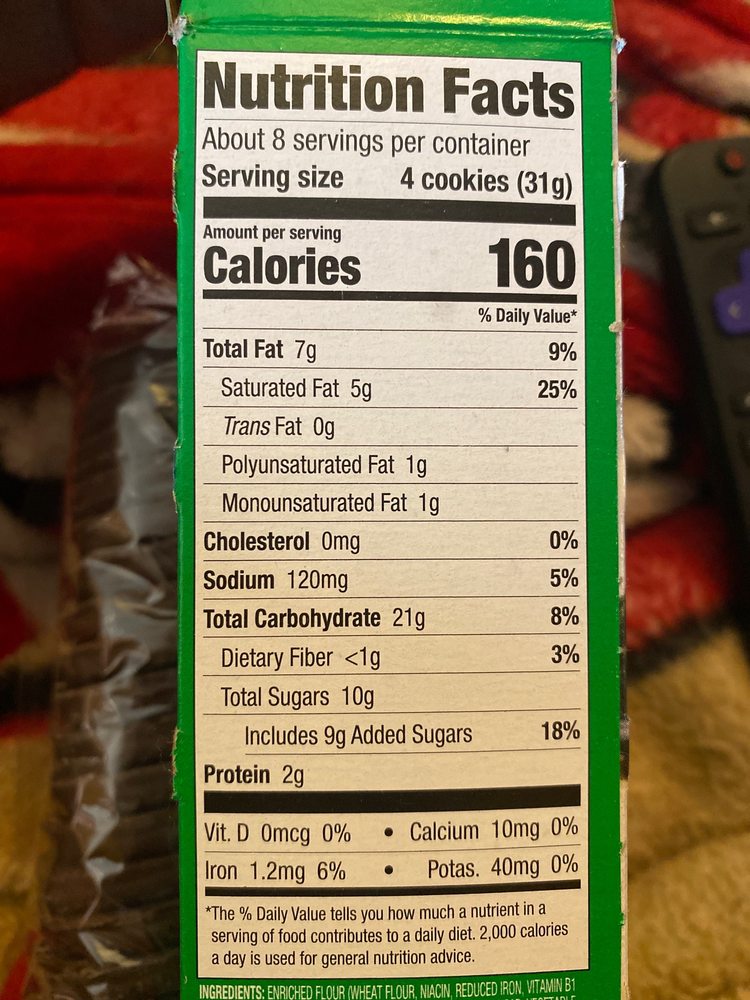 Nutrition Facts
About 8 servings per container
Serving size 4 cookies (31g)
Amount per serving
Calories 160
% Daily Value*
Total Fat 7g 9%
Saturated Fat 5g 25%
Trans Fat 0g
Polyunsaturated Fat 1g
Monounsaturated Fat 1g
Cholesterol 0mg 0%
Sodium 120mg 5%
Total Carbohydrate 21g 8%
Dietary Fiber <1g 3%
Total Sugars 10g
Includes 9g Added Sugars 18%
Protein 2g
Vit. D 0mcg 0% • Calcium 10mg 0%
Iron 1.2mg 6% • Potas. 40mg 0%
*The % Daily Value tells you how much a nutrient in a
serving of food contributes to a daily diet. 2,000 calories
a day is used for general nutrition advice.
INGREDIENTS: ENRICHED FLOUR (WHEAT FLOUR, NIACIN, REDUCED IRON, VITAMIN B1